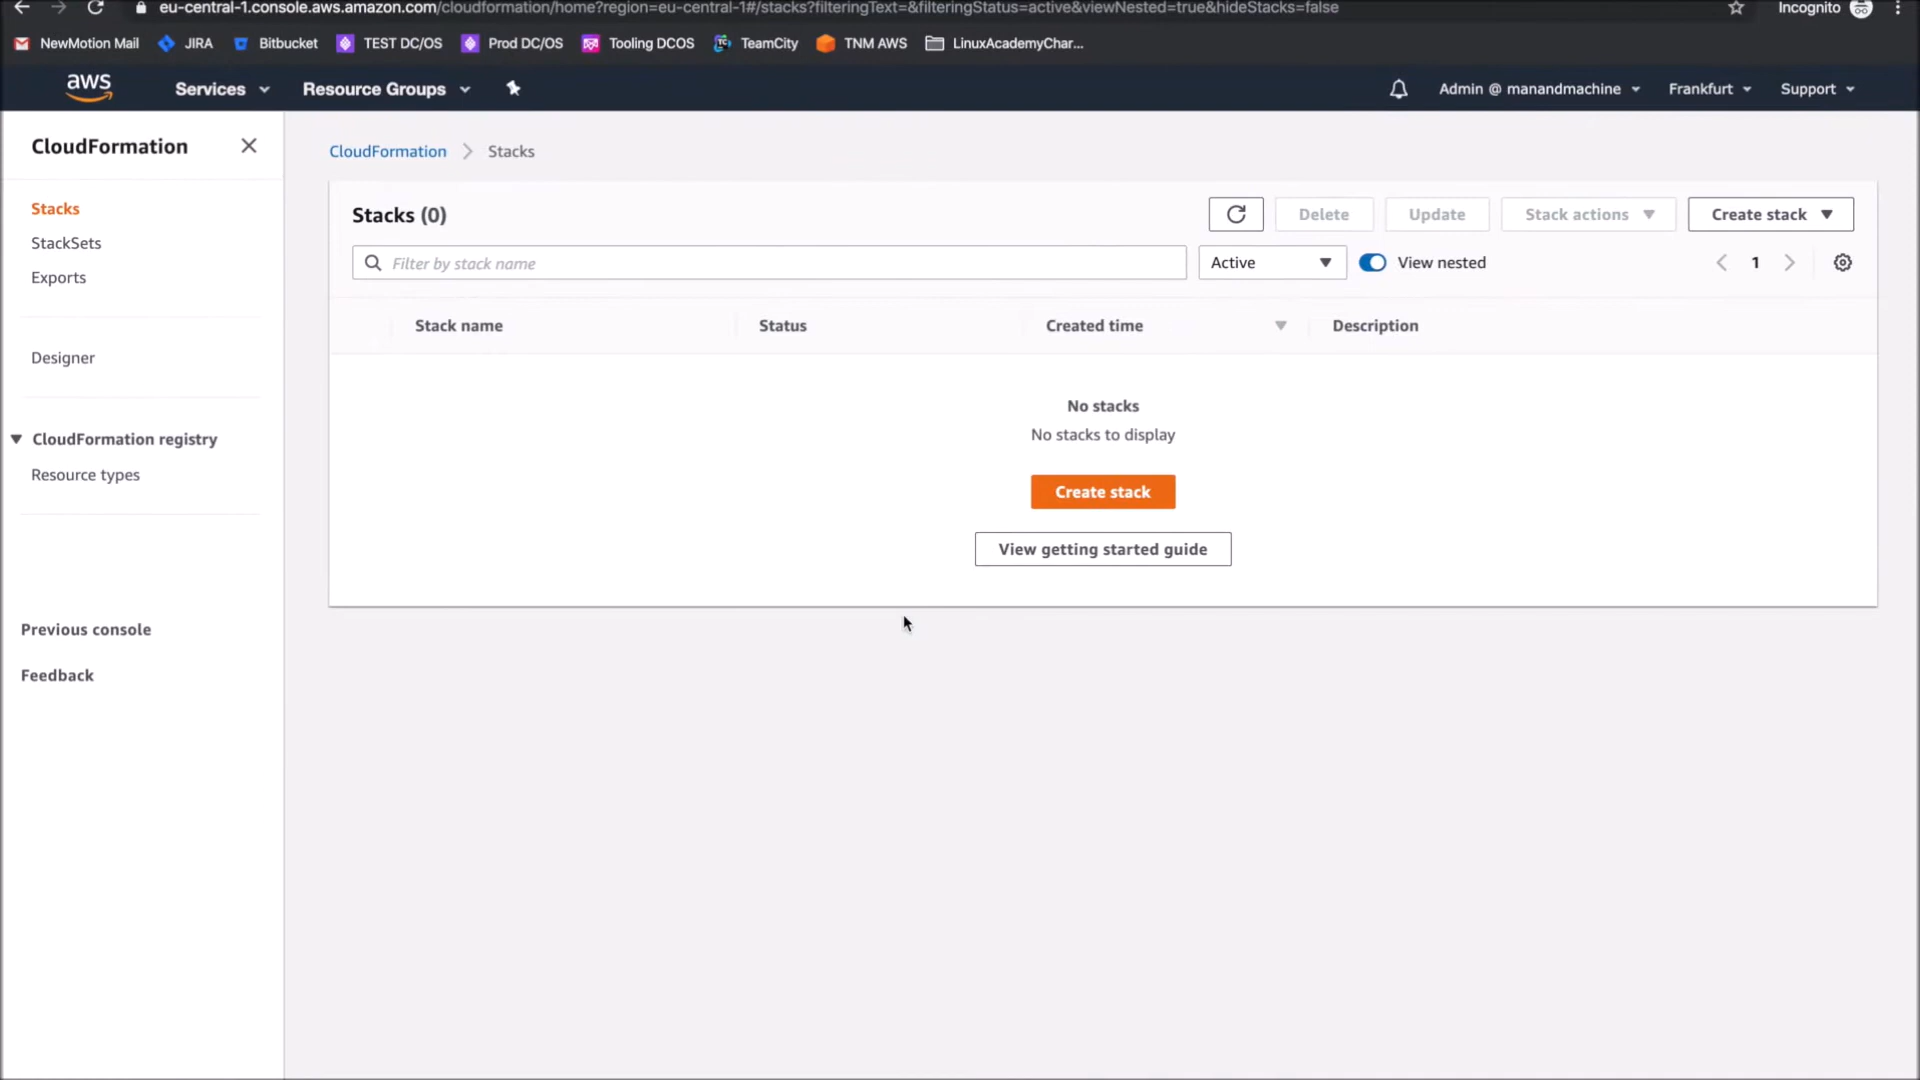 eu-central-1.console.aws.amazon.com/cloudformation/home?region=eu-central-1#/stacks?filteringText=&filteringStatus=active&viewNested=true&hideStacks=false
Incognito
NewMotion Mail JIRA Bitbucket TEST DC/OS Prod DC/OS Tooling DCOS TeamCity TNM AWS LinuxAcademyChar...
aws Services Resource Groups Admin @ manandmachine Frankfurt Support
CloudFormation
Stacks
StackSets
Exports
Designer
CloudFormation registry
Resource types
Previous console
Feedback
CloudFormation > Stacks
Stacks (0)
Delete Update Stack actions Create stack
Filter by stack name Active View nested 1
Stack name Status Created time Description
No stacks
No stacks to display
Create stack
View getting started guide